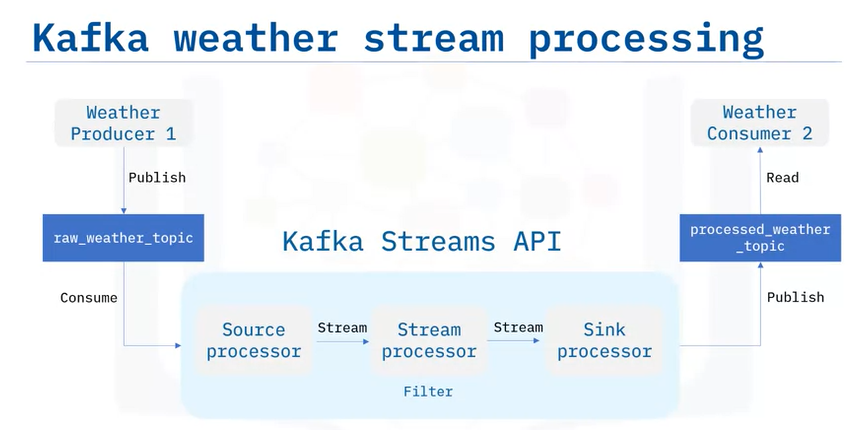 Kafka weather stream processing
Weather
Producer 1
Weather
Consumer 2
Publish
Read
raw_weather_topic
processed_weather
_topic
Kafka Streams API
Consume
Publish
Source
processor
Stream
Stream
processor
Stream
Sink
processor
Filter